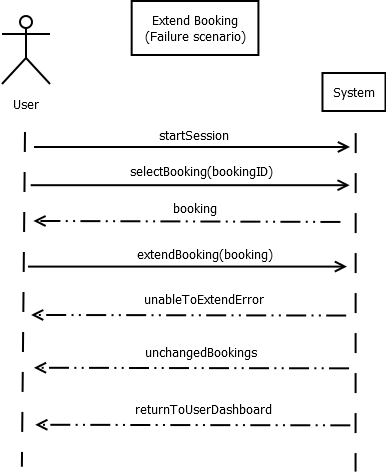 Extend Booking
(Failure scenario)
User
System
startSession
selectBooking(bookingID)
booking
extendBooking(booking)
unableToExtendError
unchangedBookings
returnToUserDashboard